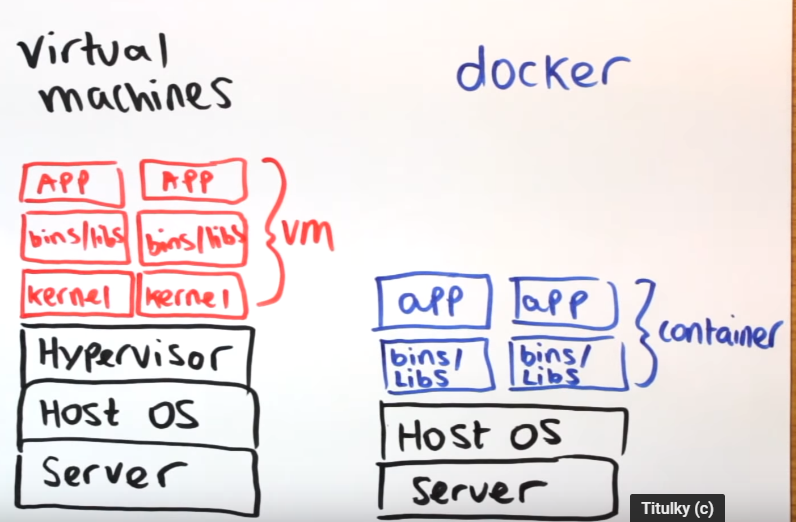 virtual
machines
APP APP
bins/libs bins/libs
kernel kernel
vm
Hypervisor
Host OS
Server
docker
app app
bins/ bins/
Libs Libs
container
Host OS
server
Titulky (c)